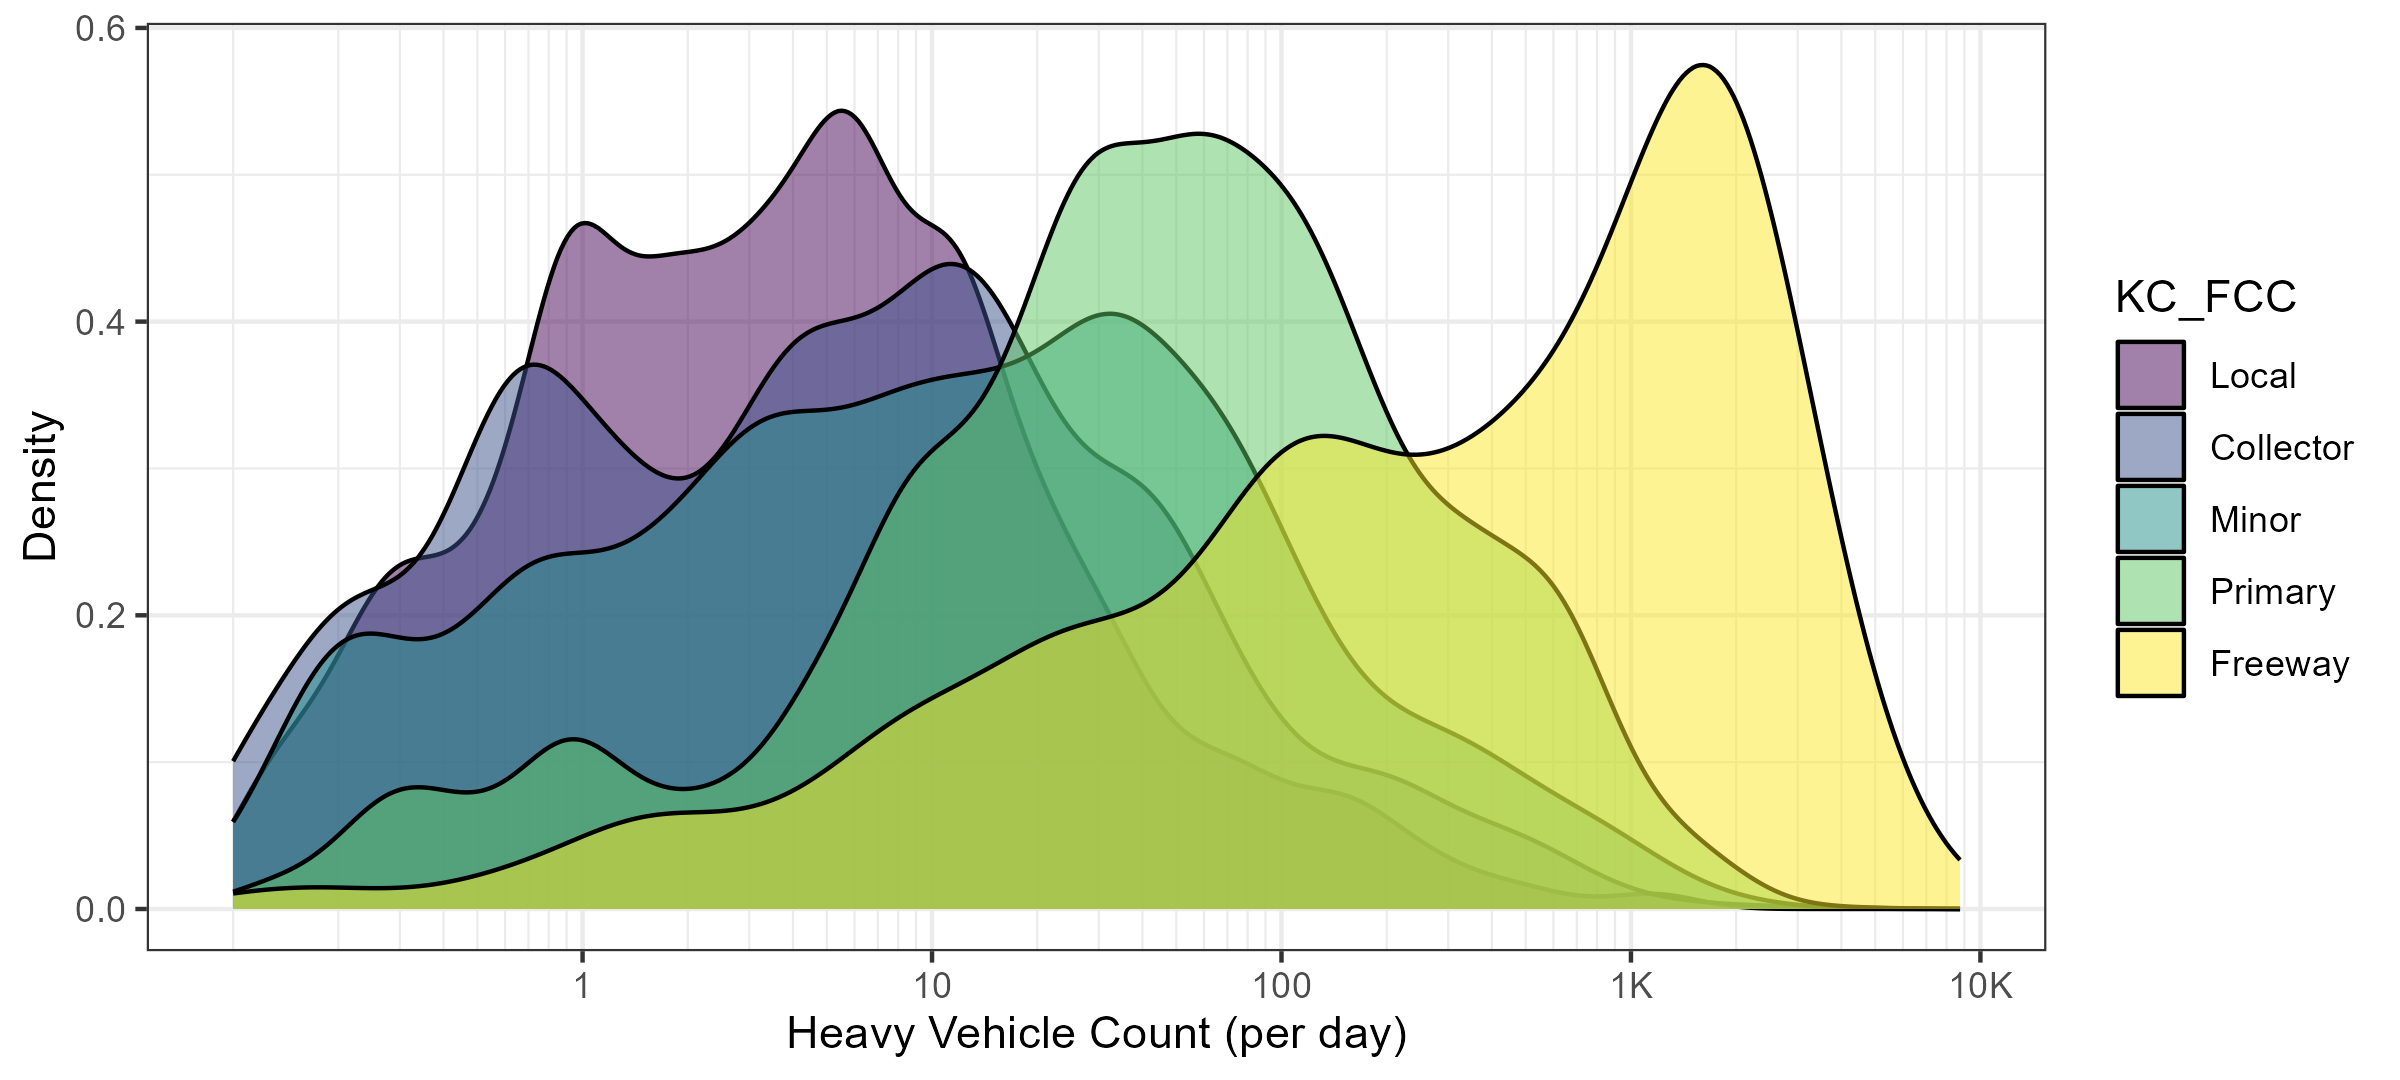 0.6
0.4
0.2
0.0
Density
1 10 100 1K 10K
Heavy Vehicle Count (per day)
KC_FCC
Local
Collector
Minor
Primary
Freeway